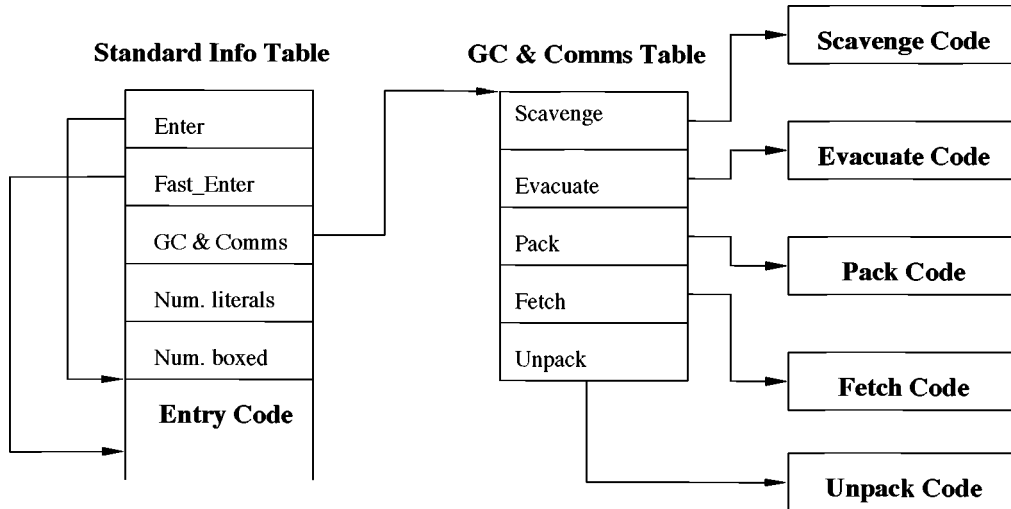 Standard Info Table
Enter
Fast_Enter
GC & Comms
Num. literals
Num. boxed
Entry Code
GC & Comms Table
Scavenge
Evacuate
Pack
Fetch
Unpack
Scavenge Code
Evacuate Code
Pack Code
Fetch Code
Unpack Code